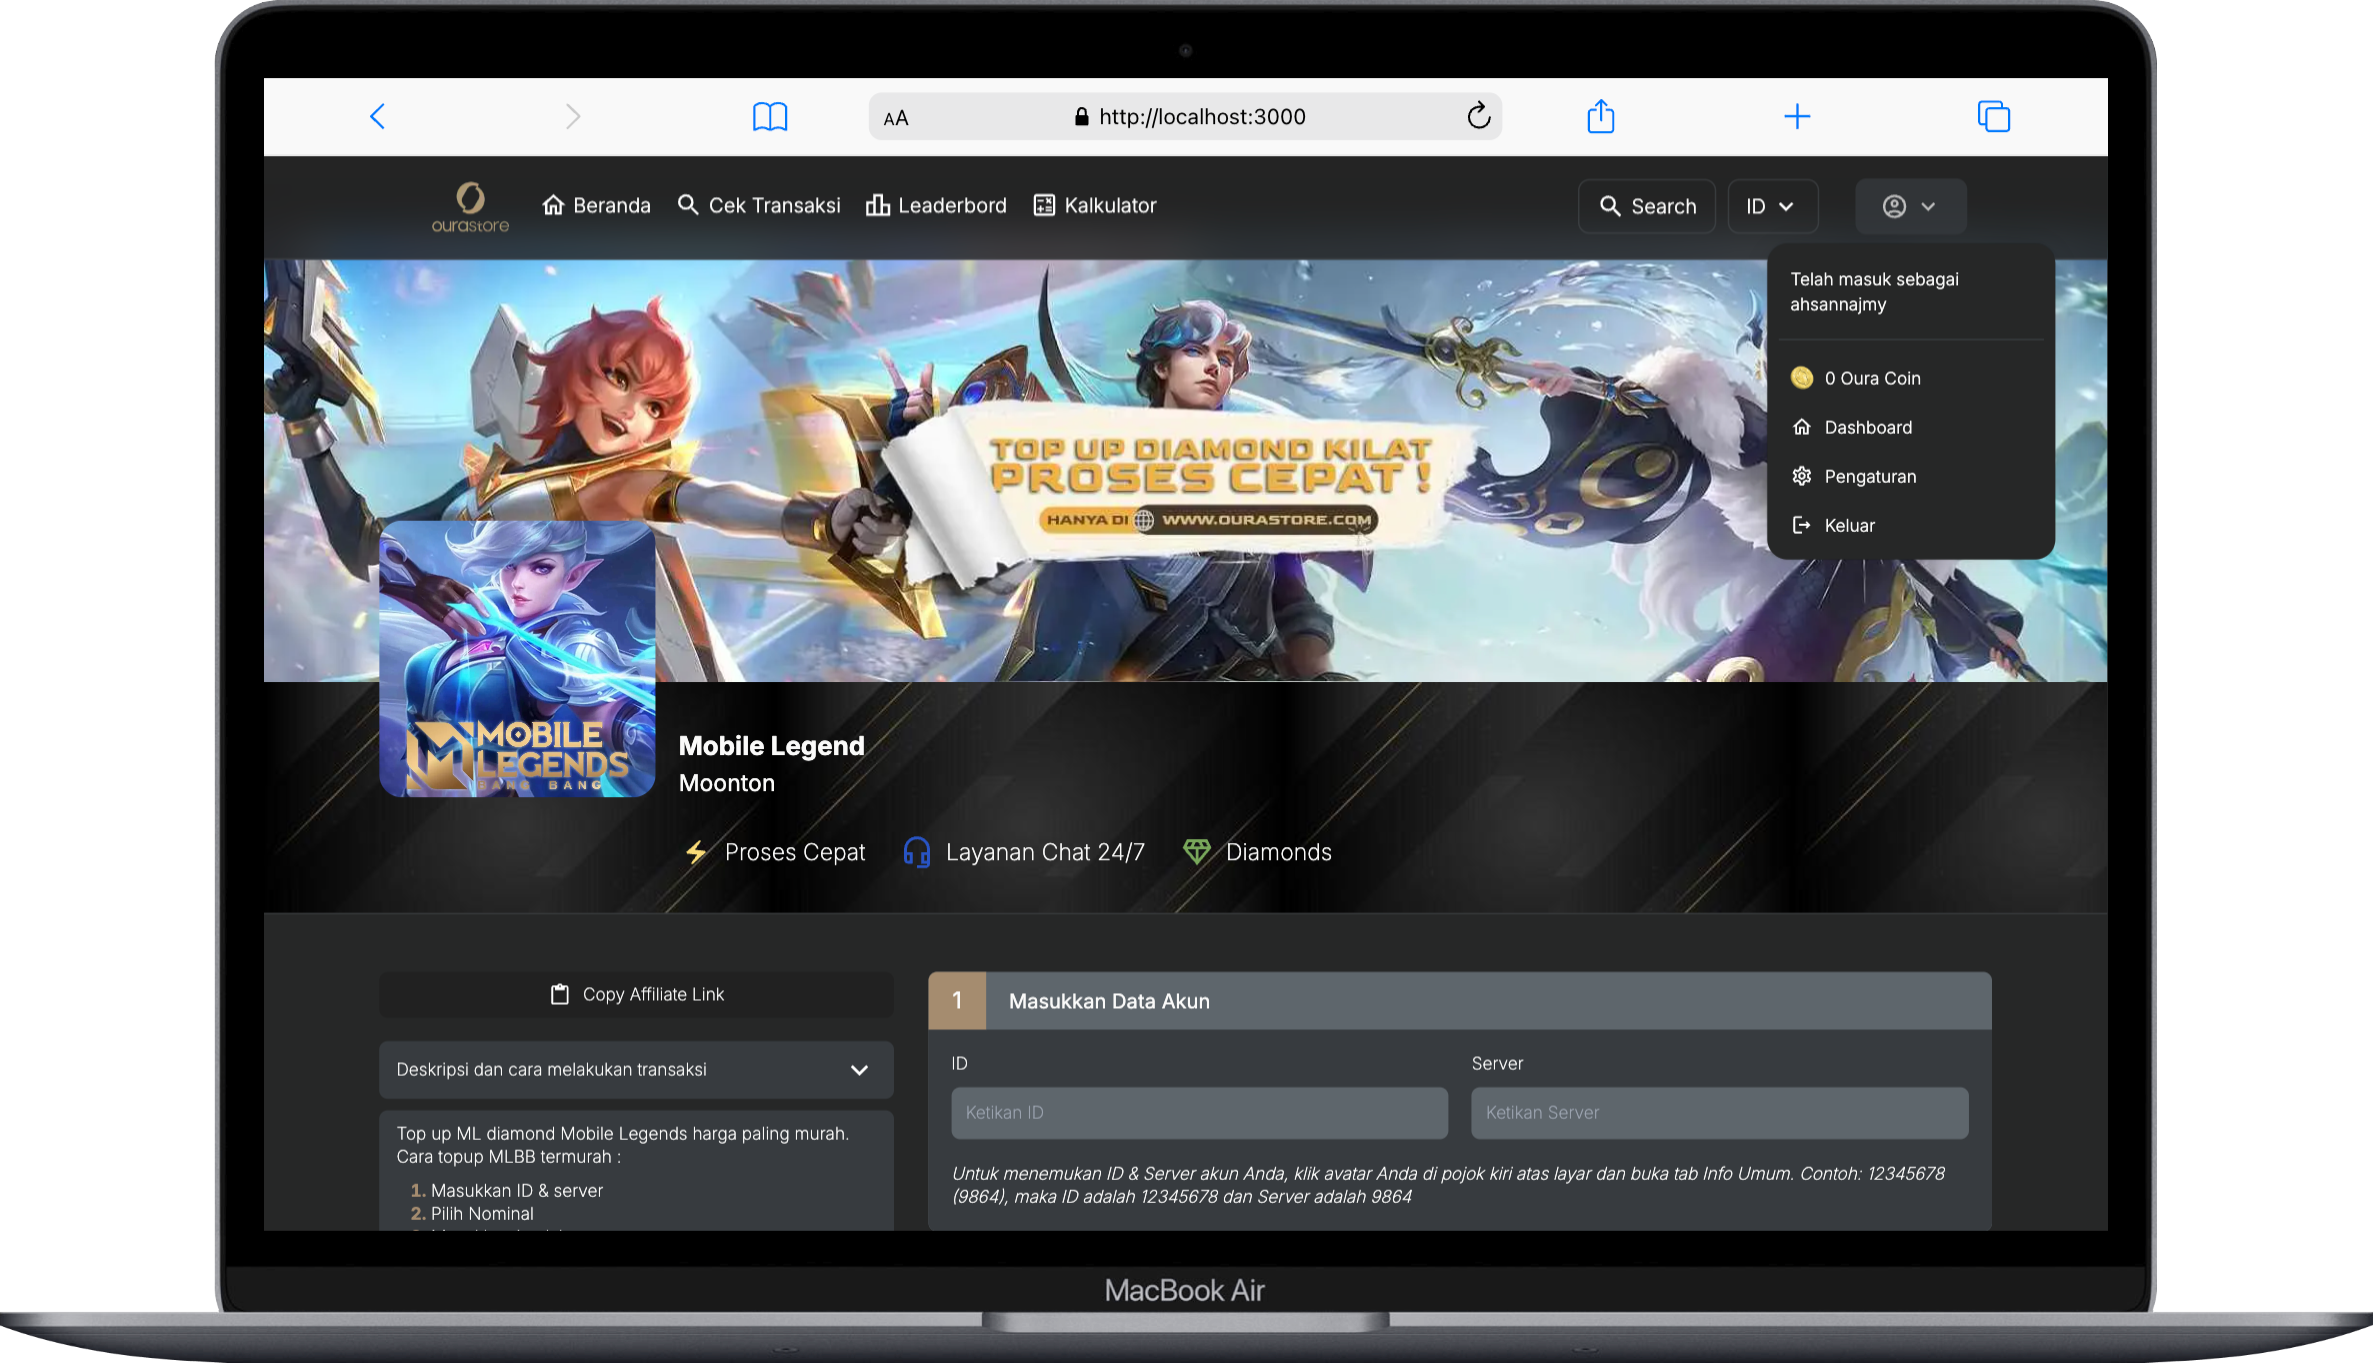 AA
http://localhost:3000
ourastore
Beranda
Cek Transaksi
Leaderbord
Kalkulator
Search
ID
Telah masuk sebagai
ahsannajmy
0 Oura Coin
Dashboard
Pengaturan
Keluar
TOP UP DIAMOND KILAT
PROSES CEPAT !
HANYA DI WWW.OURASTORE.COM
MOBILE
LEGENDS
BANG BANG
Mobile Legend
Moonton
Proses Cepat
Layanan Chat 24/7
Diamonds
Copy Affiliate Link
Deskripsi dan cara melakukan transaksi
Top up ML diamond Mobile Legends harga paling murah.
Cara topup MLBB termurah :
1. Masukkan ID & server
2. Pilih Nominal
1
Masukkan Data Akun
ID
Server
Ketikan ID
Ketikan Server
Untuk menemukan ID & Server akun Anda, klik avatar Anda di pojok kiri atas layar dan buka tab Info Umum. Contoh: 12345678
(9864), maka ID adalah 12345678 dan Server adalah 9864
MacBook Air